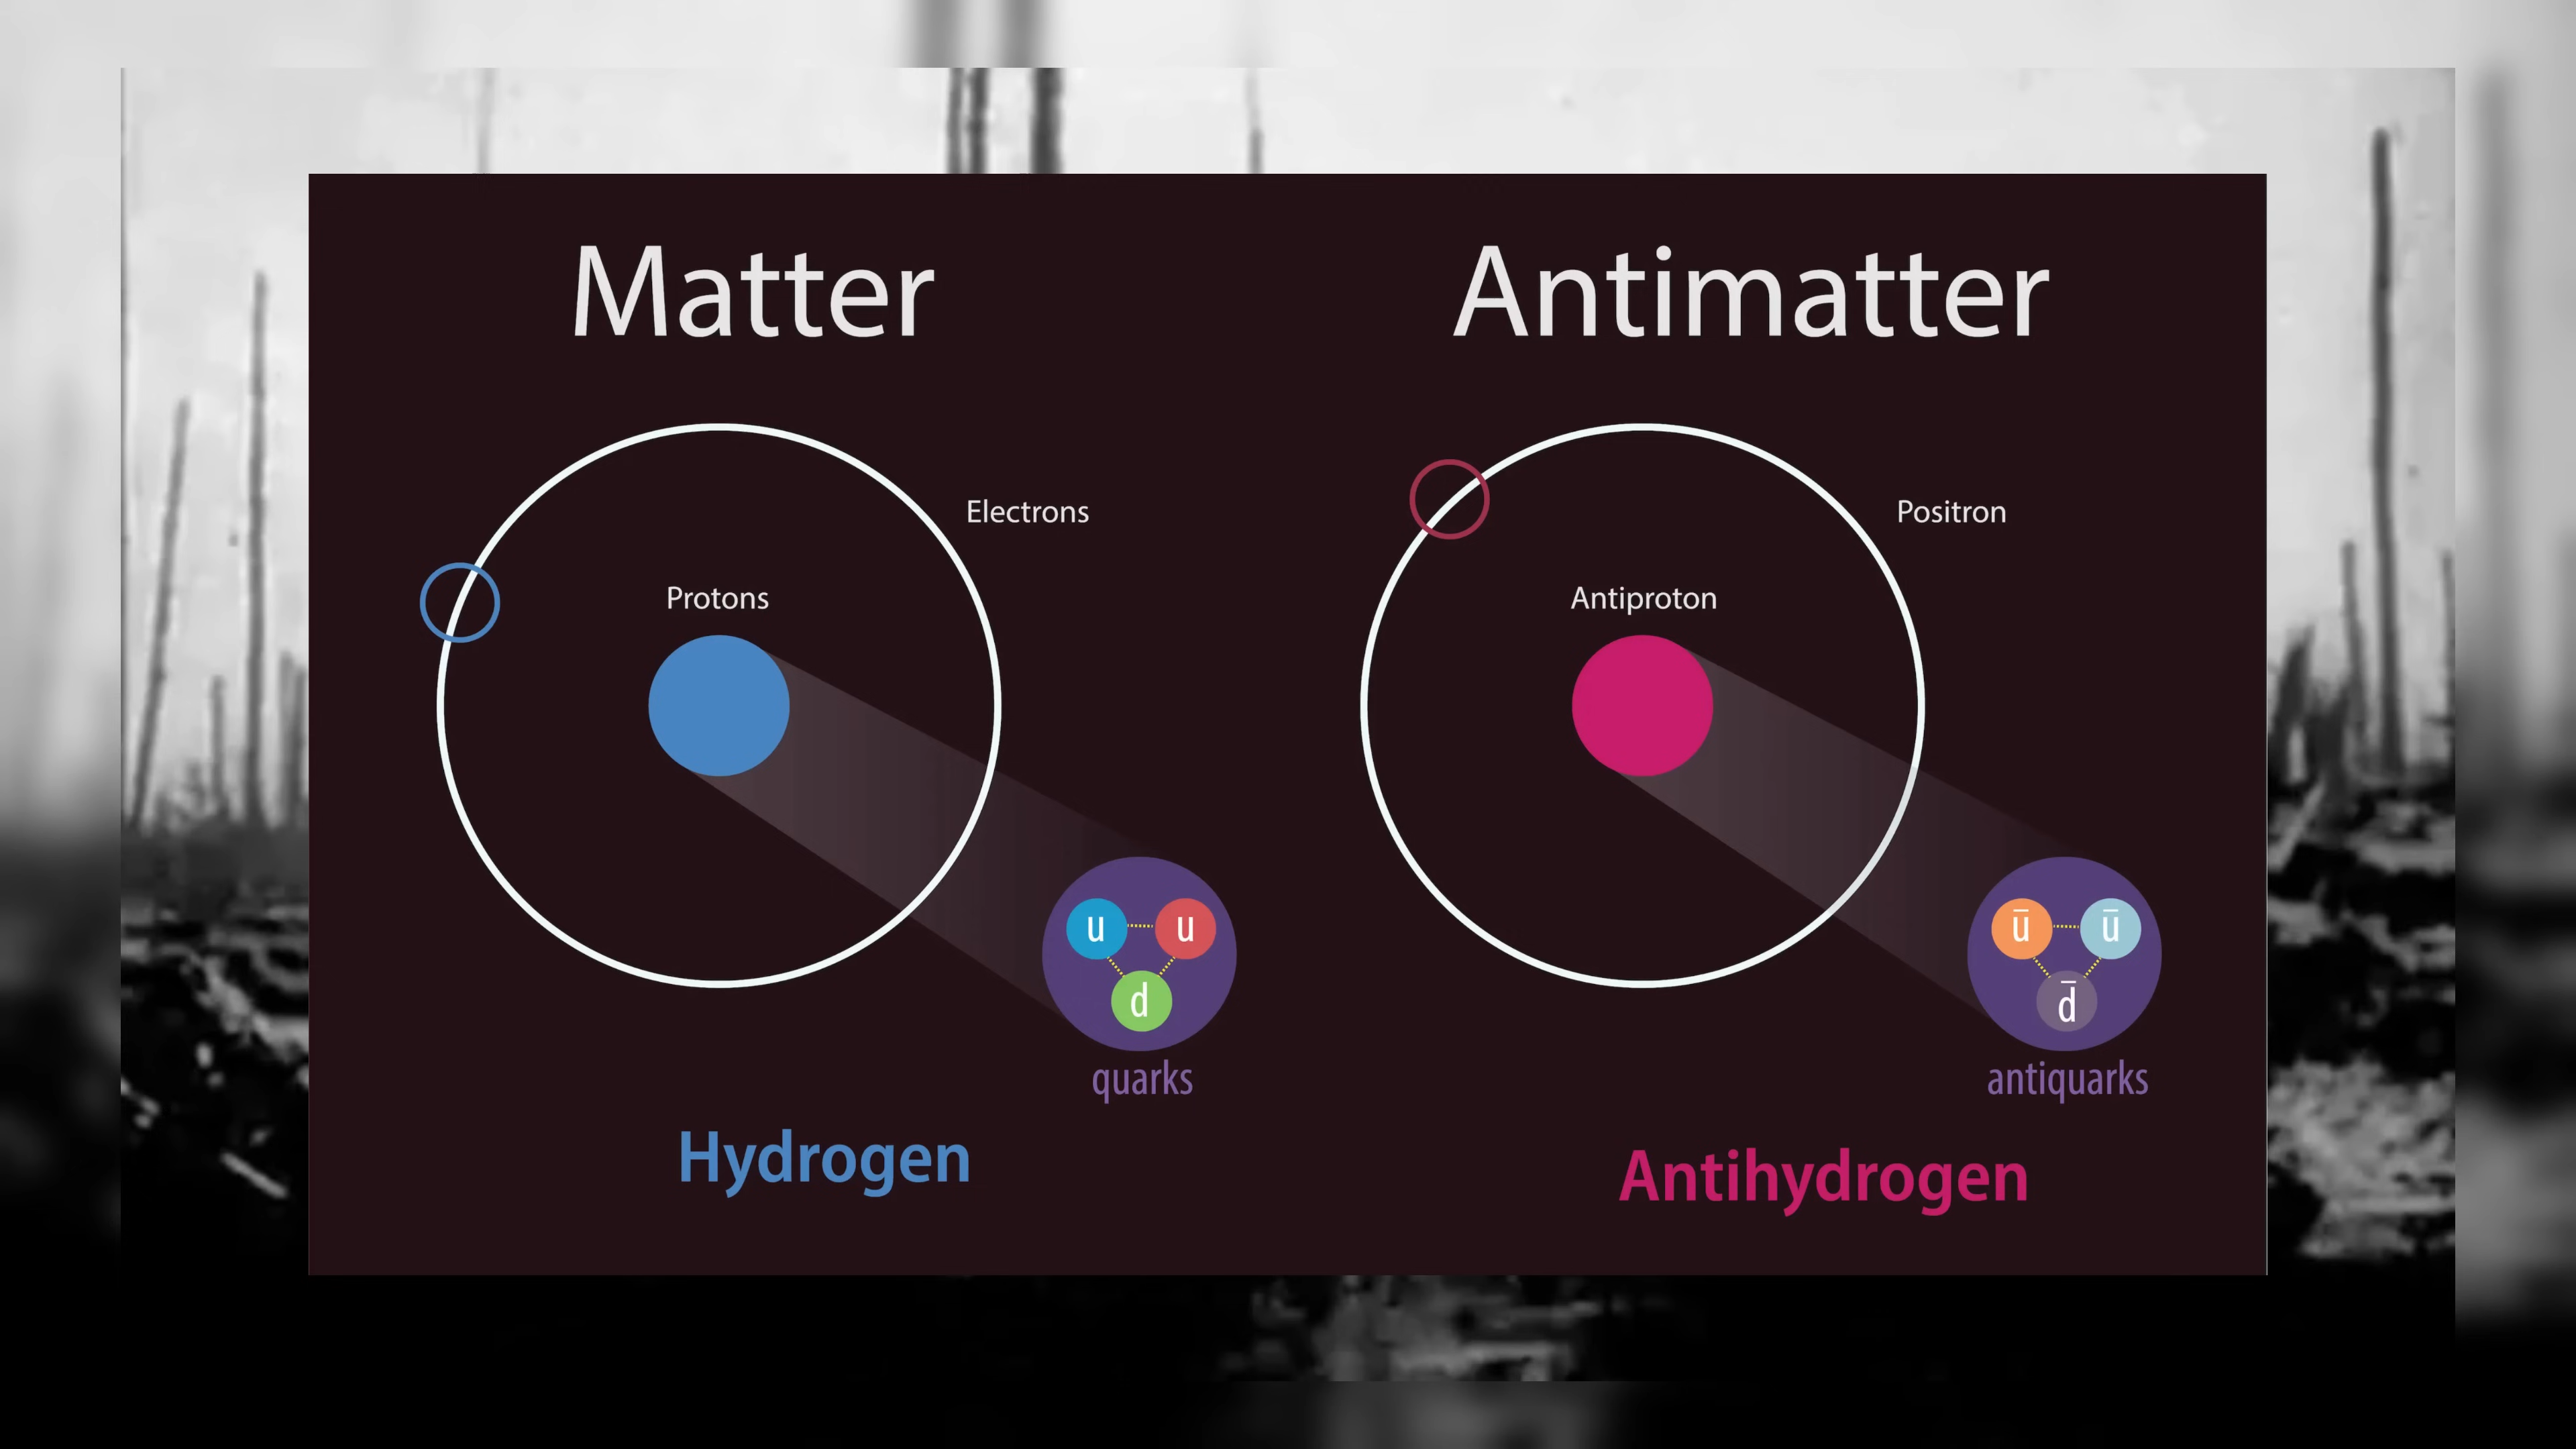 Matter
Antimatter
Electrons
Positron
Protons
Antiproton
u
u
d
ū
ū
d̄
quarks
antiquarks
Hydrogen
Antihydrogen